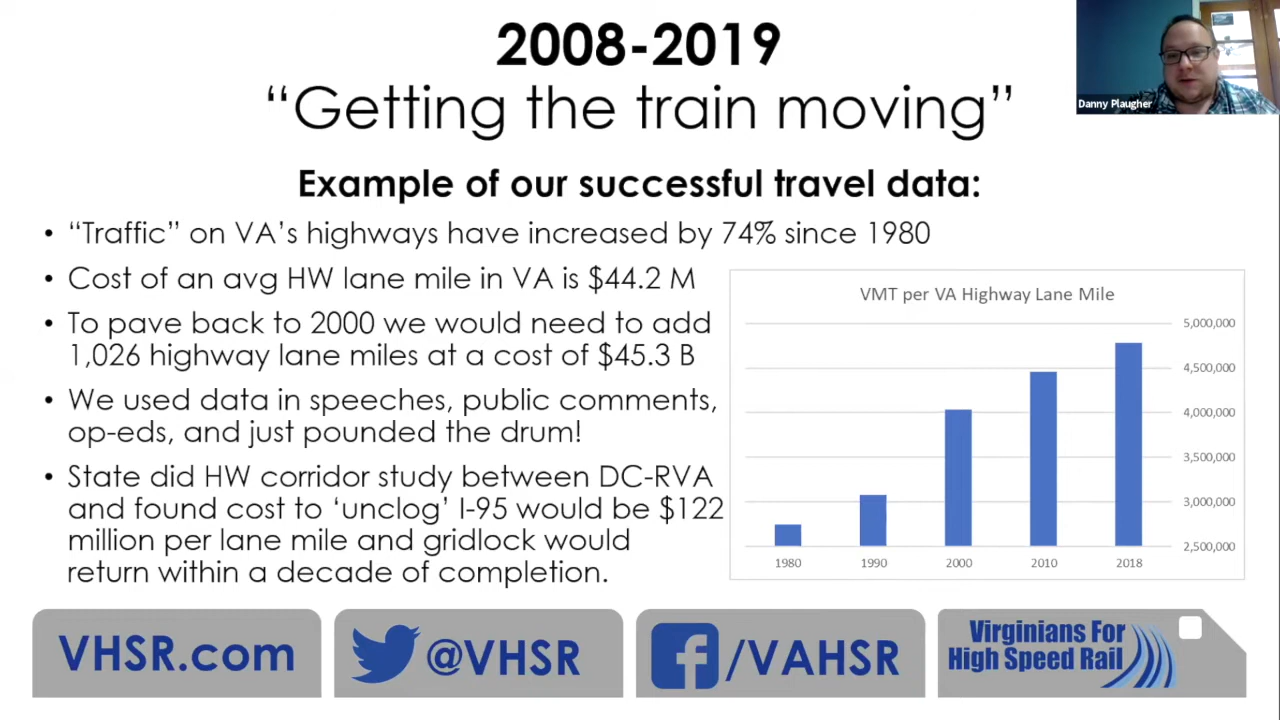 2008-2019
“Getting the train moving”
Danny Plaugher
Example of our successful travel data:
• “Traffic” on VA’s highways have increased by 74% since 1980
• Cost of an avg HW lane mile in VA is $44.2 M
• To pave back to 2000 we would need to add
1,026 highway lane miles at a cost of $45.3 B
• We used data in speeches, public comments,
op-eds, and just pounded the drum!
• State did HW corridor study between DC-RVA
and found cost to ‘unclog’ I-95 would be $122
million per lane mile and gridlock would
return within a decade of completion.
VMT per VA Highway Lane Mile
5,000,000
4,500,000
4,000,000
3,500,000
3,000,000
2,500,000
1980 1990 2000 2010 2018
VHSR.com
@VHSR
/VAHSR
Virginians For
High Speed Rail